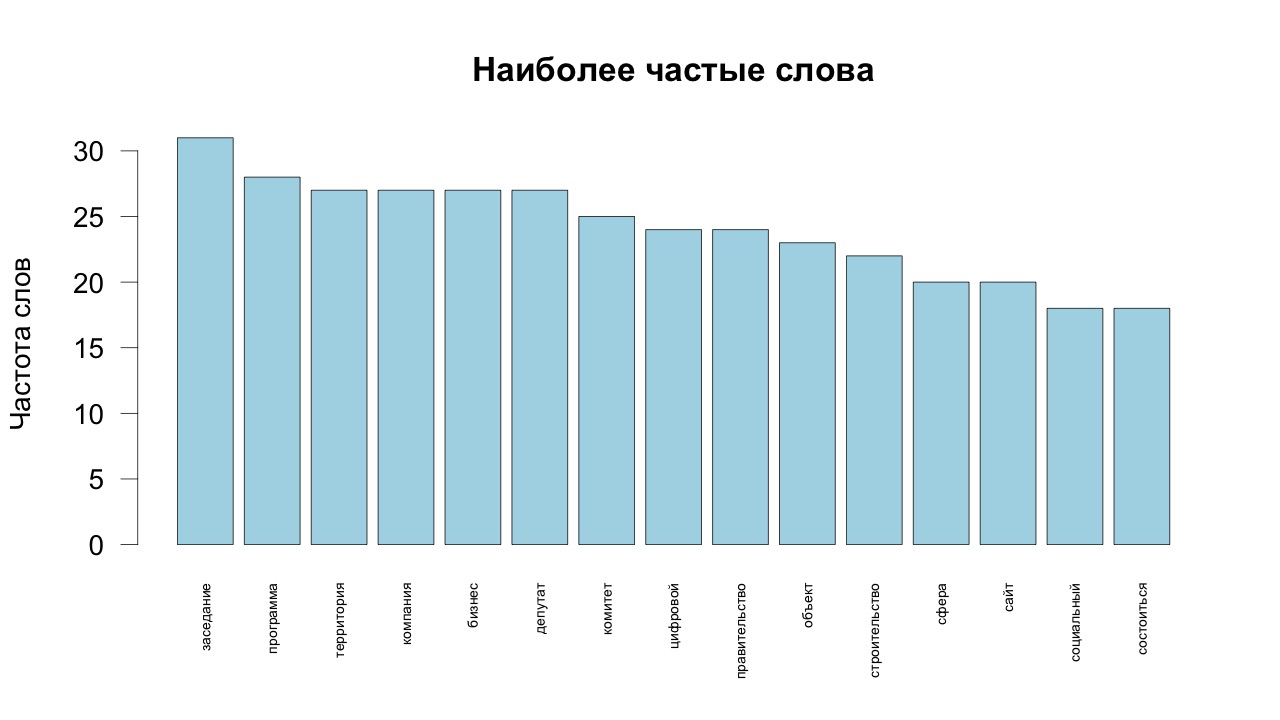 Наиболее частые слова
Частота слов
30
25
20
15
10
5
0
заседание
программа
территория
компания
бизнес
депутат
комитет
цифровой
правительство
объект
строительство
сфера
сайт
социальный
состоиться